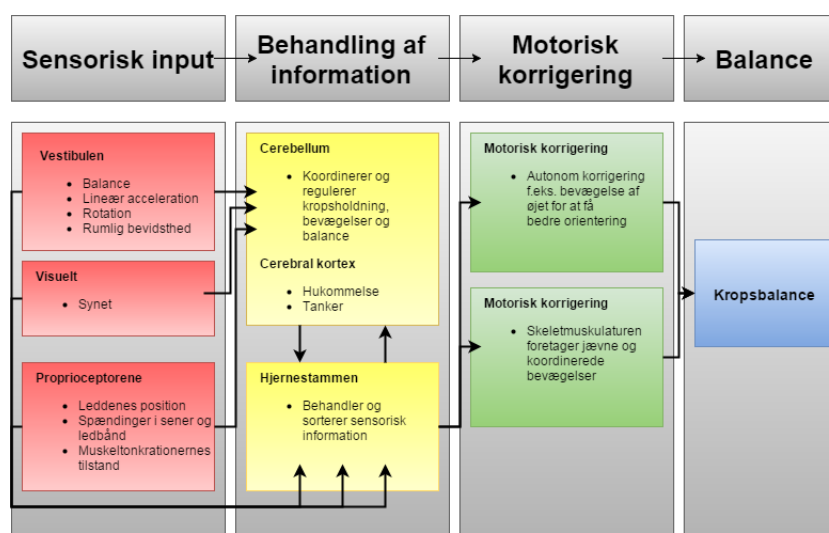 Sensorisk input
Behandling af
information
Motorisk
korrigering
Balance
Vestibulen
Balance
Lineær acceleration
Rotation
Rumlig bevidsthed
Visuelt
Synet
Proprioceptorene
Leddenes position
Spændinger i sener og
ledbånd
Muskeltonkrationernes
tilstand
Cerebellum
Koordinerer og
regulerer
kropsholdning,
bevægelser og
balance
Cerebral kortex
Hukommelse
Tanker
Hjernestammen
Behandler og
sorterer sensorisk
information
Motorisk korrigering
Autonom korrigering
f.eks. bevægelse af
øjet for at få
bedre orientering
Motorisk korrigering
Skeletmuskulaturen
foretager jævne og
koordinerede
bevægelser
Kropsbalance